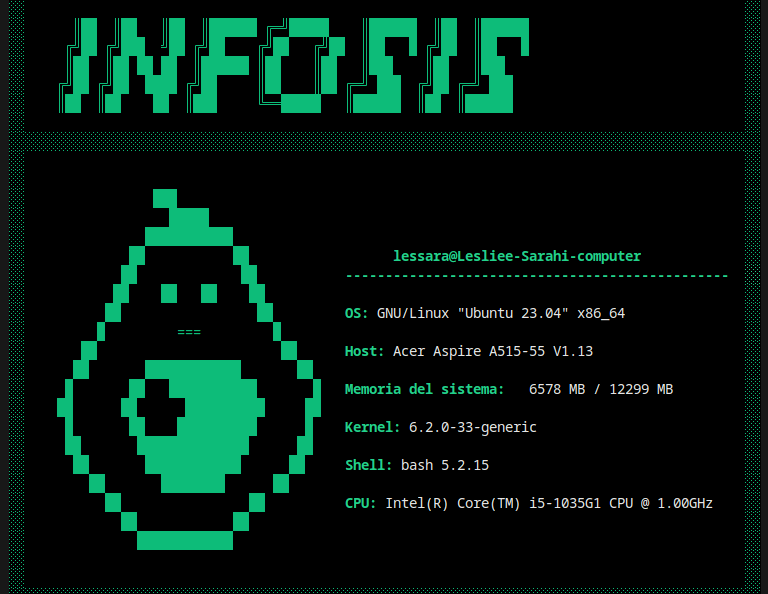 INFOSIS
lessara@Lesliee-Sarahi-computer
------------------------------------------------
OS: GNU/Linux "Ubuntu 23.04" x86_64
===
Host: Acer Aspire A515-55 V1.13
Memoria del sistema: 6578 MB / 12299 MB
Kernel: 6.2.0-33-generic
Shell: bash 5.2.15
CPU: Intel(R) Core(TM) i5-1035G1 CPU @ 1.00GHz